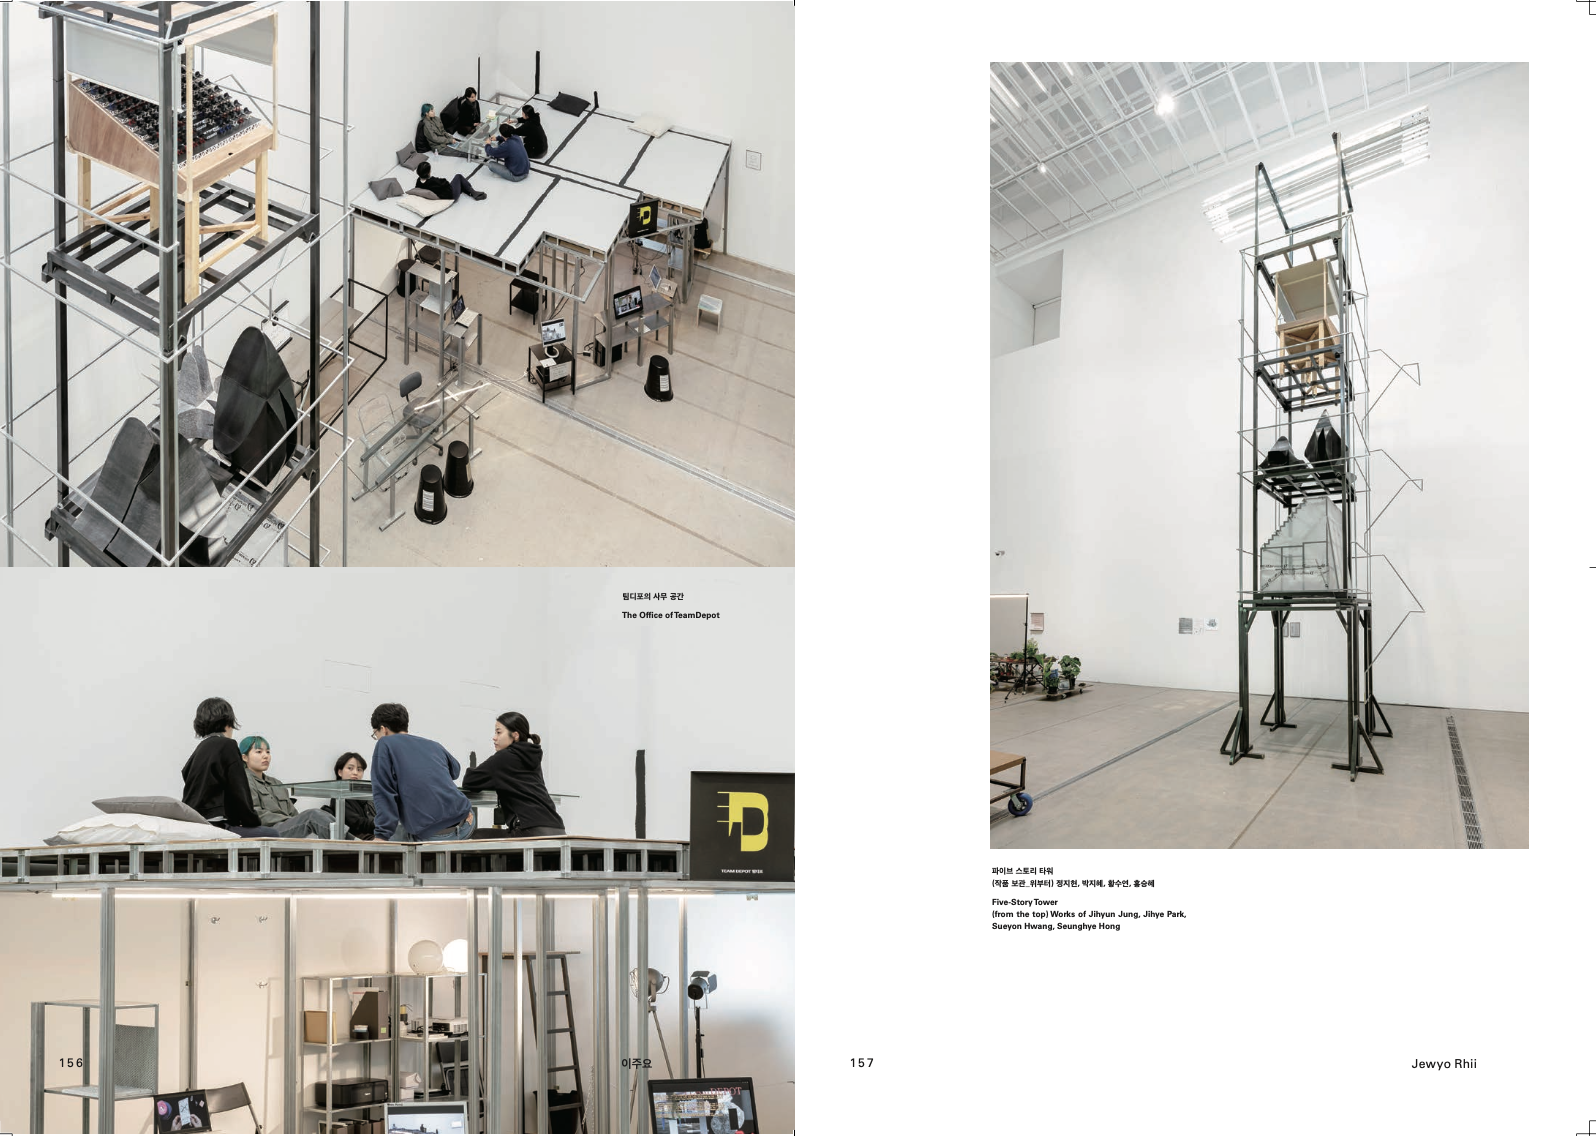 팀디포의 사무 공간
The Office of TeamDepot
TEAM DEPOT 팀디포
156
이주요
파이브 스토리 타워
(작품 보관_위부터) 정지현, 박지혜, 황수연, 홍승혜
Five-Story Tower
(from the top) Works of Jihyun Jung, Jihye Park,
Sueyon Hwang, Seunghye Hong
157
Jewyo Rhii